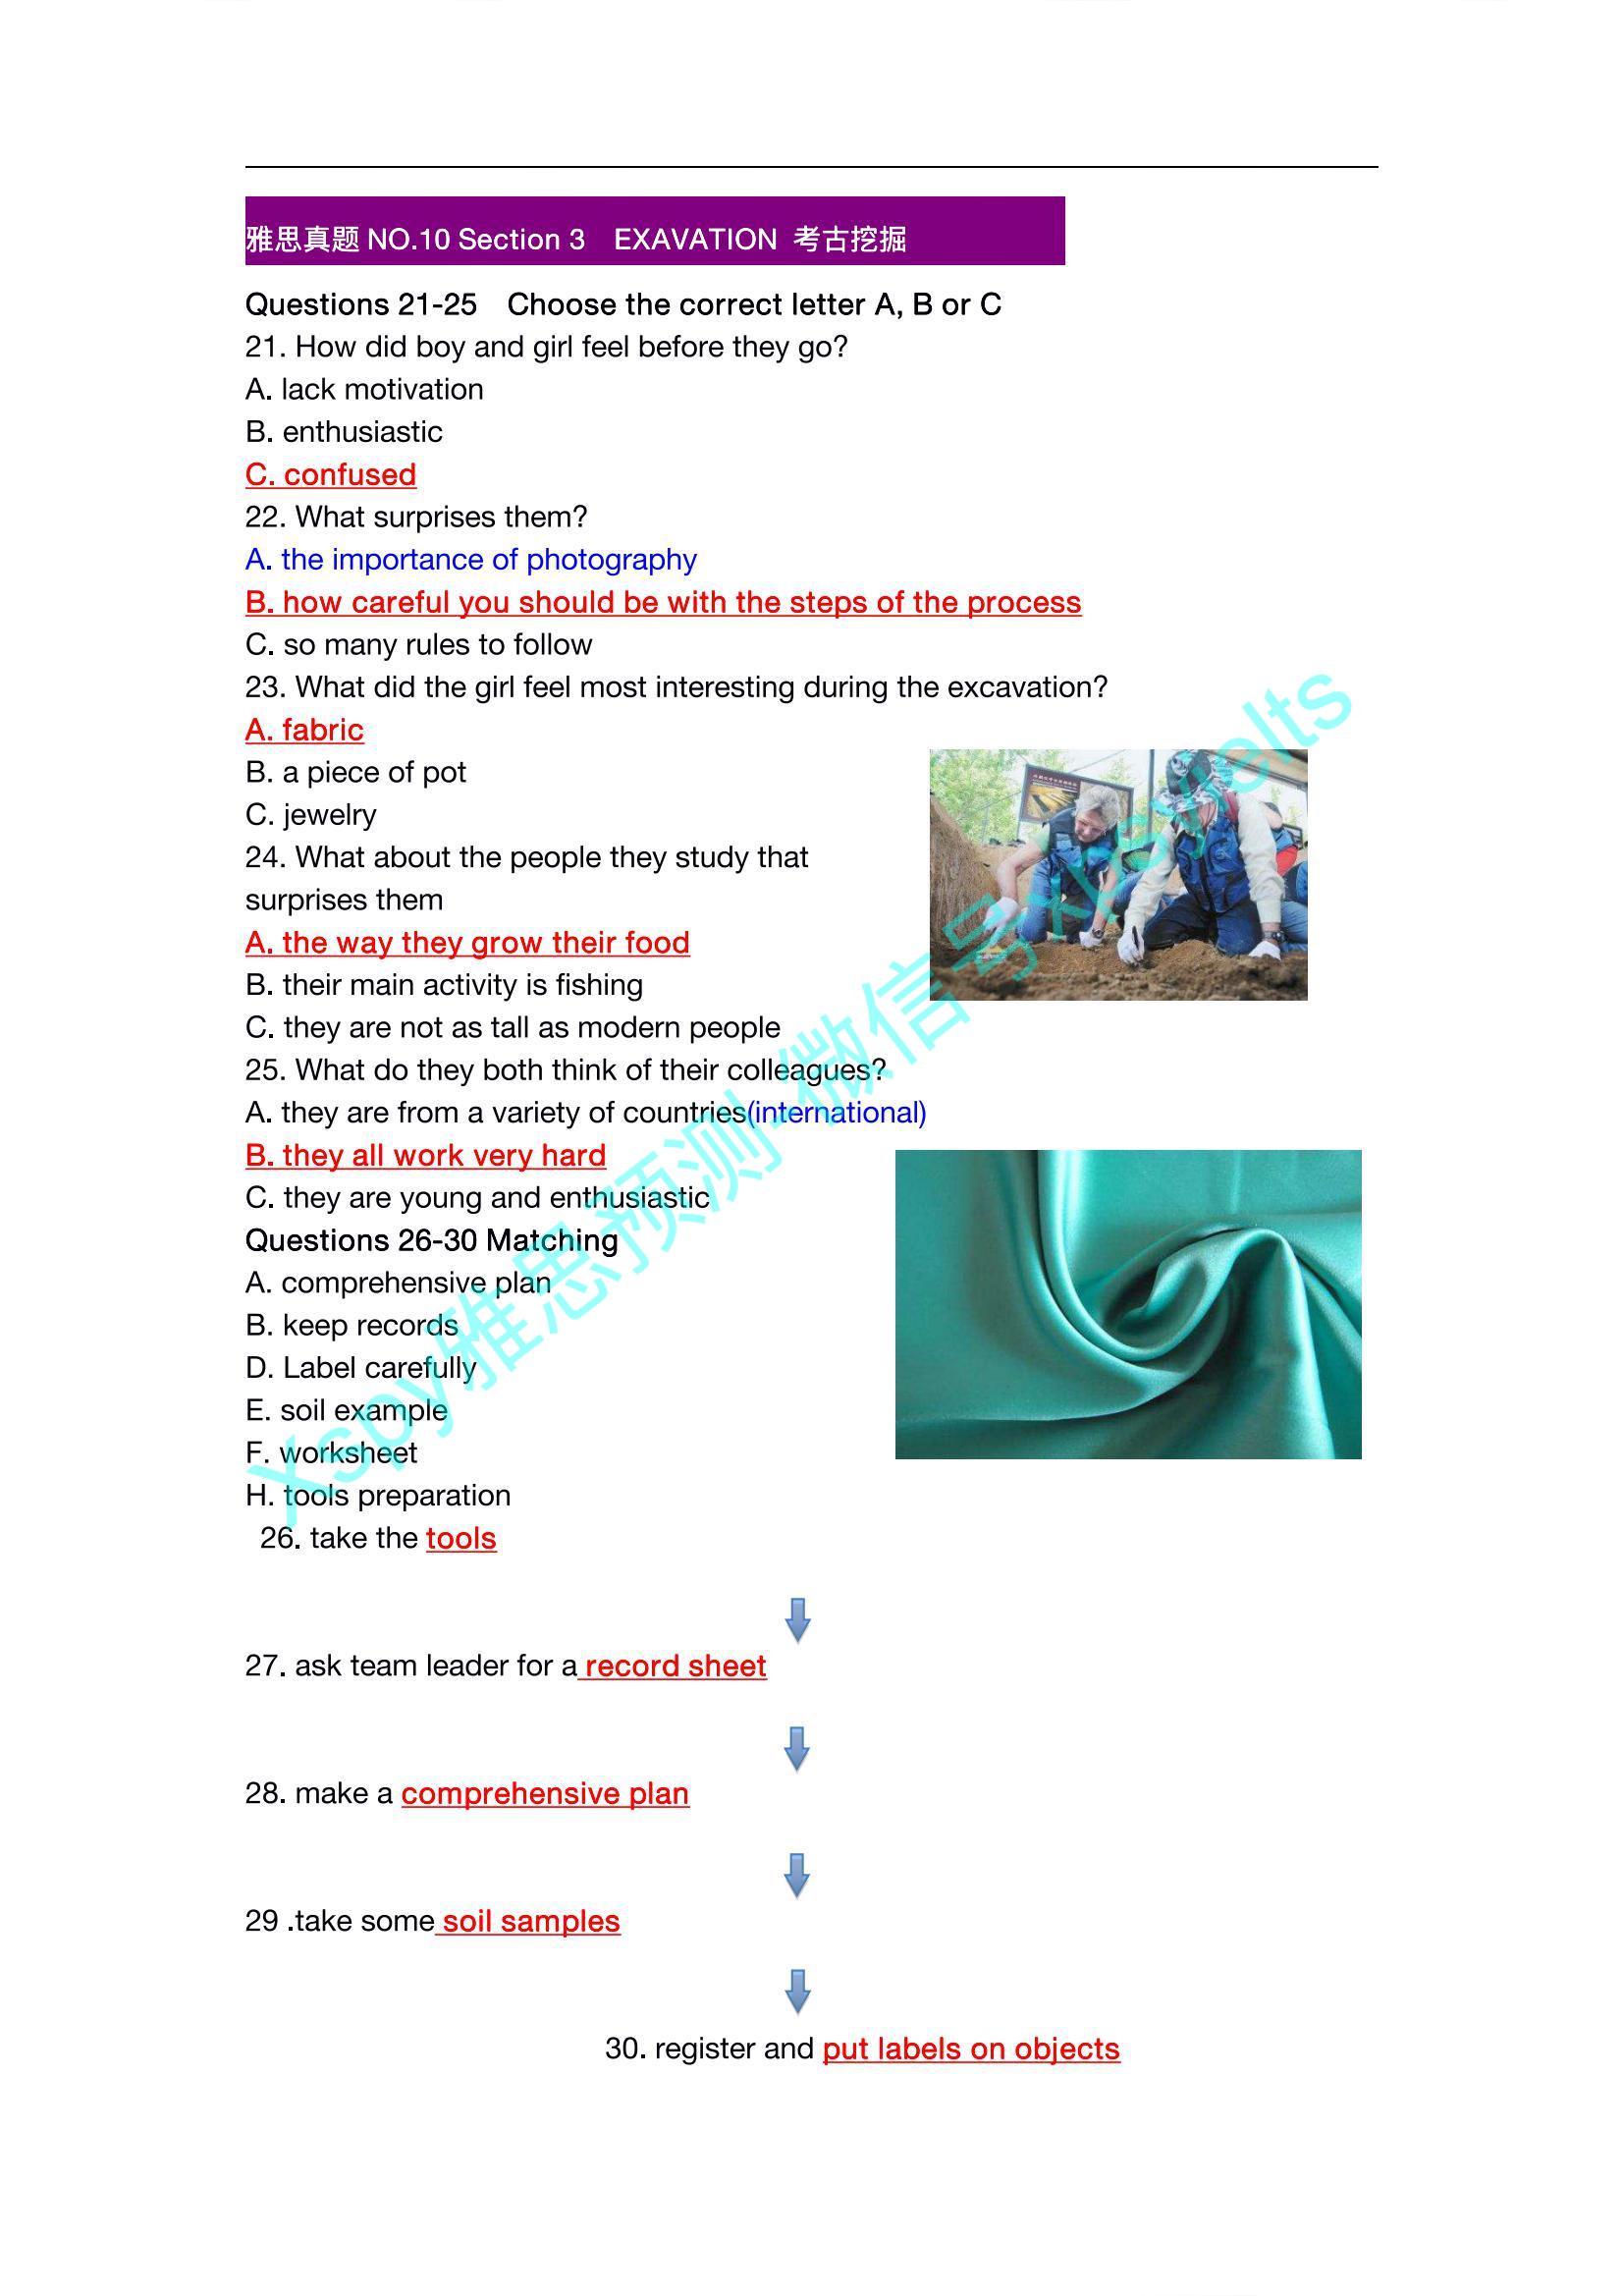 雅思真题 NO.10 Section 3 EXAVATION 考古挖掘
Questions 21-25 Choose the correct letter A, B or C
21. How did boy and girl feel before they go?
A. lack motivation
B. enthusiastic
C. confused
22. What surprises them?
A. the importance of photography
B. how careful you should be with the steps of the process
C. so many rules to follow
23. What did the girl feel most interesting during the excavation?
A. fabric
B. a piece of pot
C. jewelry
24. What about the people they study that
surprises them
A. the way they grow their food
B. their main activity is fishing
C. they are not as tall as modern people
25. What do they both think of their colleagues?
A. they are from a variety of countries(international)
B. they all work very hard
C. they are young and enthusiastic
Questions 26-30 Matching
A. comprehensive plan
B. keep records
D. Label carefully
E. soil example
F. worksheet
H. tools preparation
26. take the tools
27. ask team leader for a record sheet
28. make a comprehensive plan
29 .take some soil samples
30. register and put labels on objects
Xspy雅思预测-微信号xpsyielts